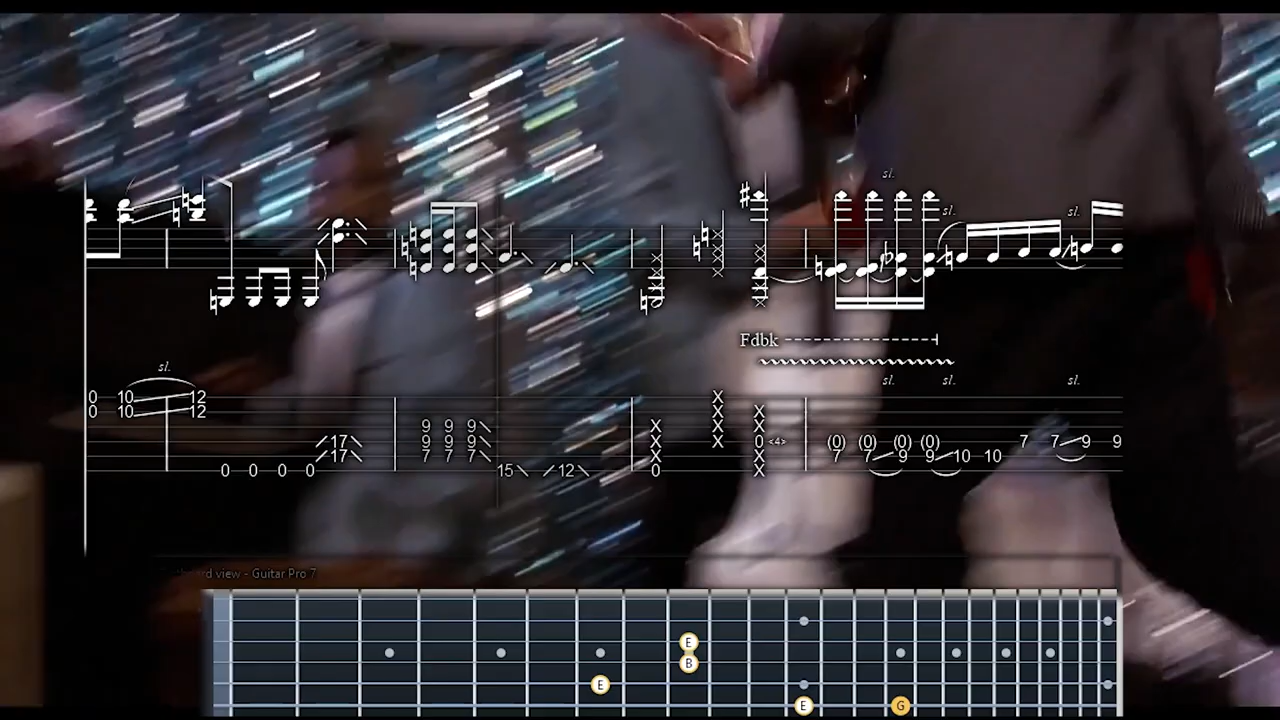 sl.
sl. sl.
Fdbk
sl. sl. sl. sl.
0 10 12 X
0 10 12 X X
9 9 9 X X X
17 9 9 9 X X 0 <4> (0) (0) (0) (0) 7 7 9 9
17 7 7 7 X X 7 7 9 9 10 10
0 0 0 0 15 12 0 X
rd view - Guitar Pro 7
E
B
E
E G